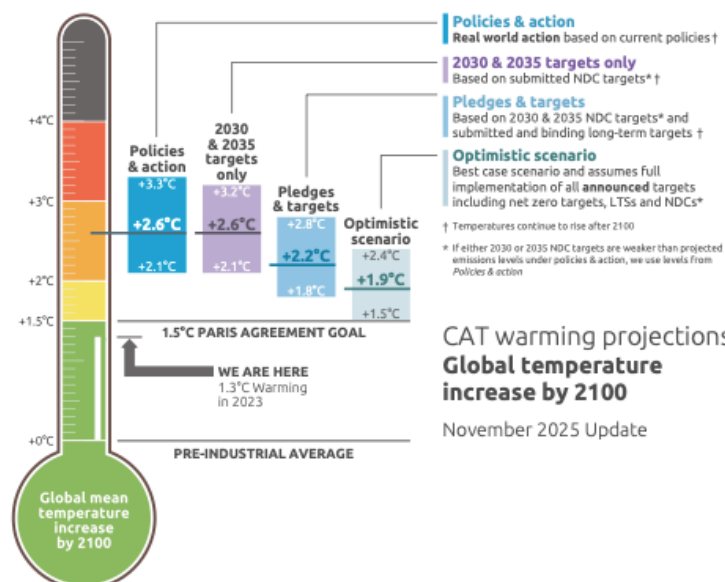 Policies & action
Real world action based on current policies †
2030 & 2035 targets only
Based on submitted NDC targets* †
Pledges & targets
Based on 2030 & 2035 NDC targets* and
submitted and binding long-term targets †
Optimistic scenario
Best case scenario and assumes full
implementation of all announced targets
including net zero targets, LTSs and NDCs*
† Temperatures continue to rise after 2100
* If either 2030 or 2035 NDC targets are weaker than projected
emissions levels under policies & action, we use levels from
Policies & action
+4°C
+3°C
+2°C
+1.5°C
+0°C
Policies
& action
+3.3°C
+2.6°C
+2.1°C
2030
& 2035
targets
only
+3.2°C
+2.6°C
+2.1°C
Pledges
& targets
+2.8°C
+2.2°C
+1.8°C
Optimistic
scenario
+2.4°C
+1.9°C
+1.5°C
1.5°C PARIS AGREEMENT GOAL
WE ARE HERE
1.3°C Warming
in 2023
PRE-INDUSTRIAL AVERAGE
Global mean
temperature
increase
by 2100
CAT warming projections
Global temperature
increase by 2100
November 2025 Update